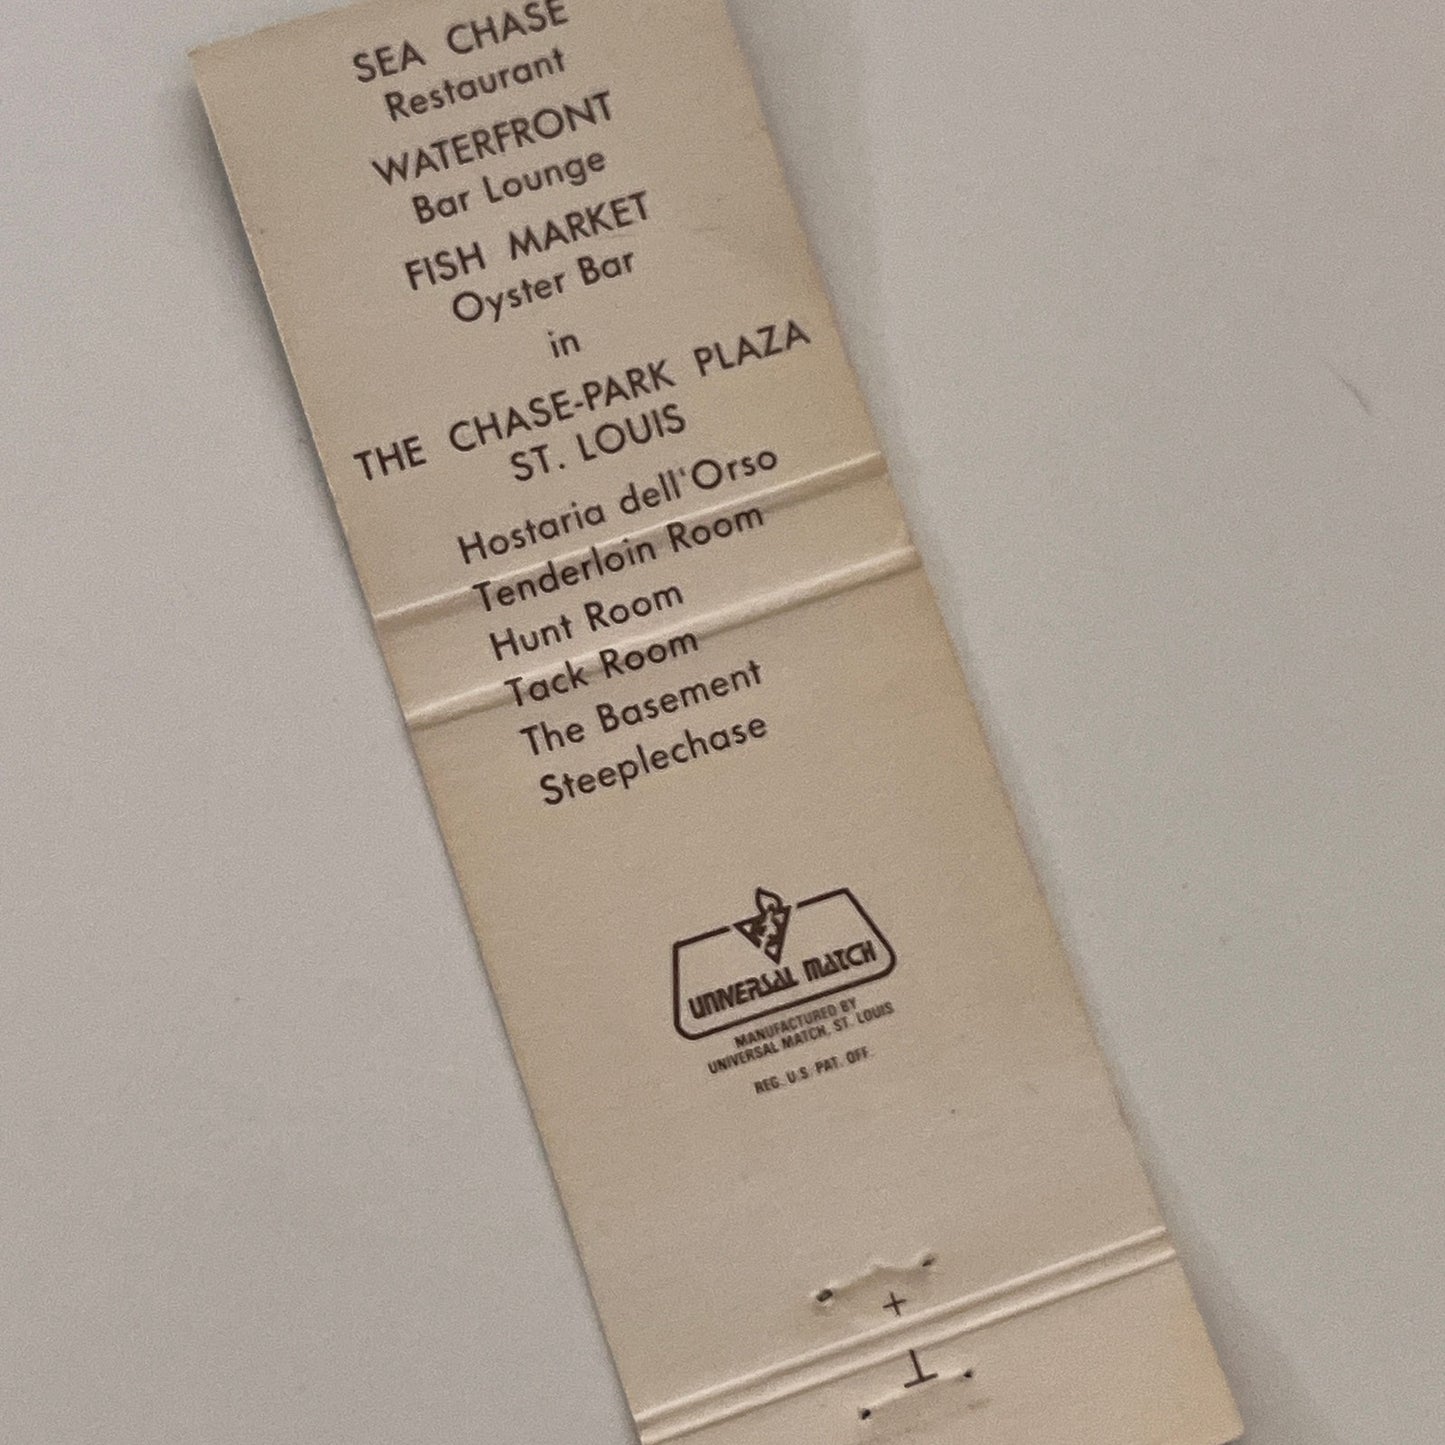 SEA CHASE
Restaurant
WATERFRONT
Bar Lounge
FISH MARKET
Oyster Bar
in
THE CHASE-PARK PLAZA
ST. LOUIS
Hostaria dell'Orso
Tenderloin Room
Hunt Room
Tack Room
The Basement
Steeplechase
UNIVERSAL MATCH
MANUFACTURED BY
UNIVERSAL MATCH, ST. LOUIS
REG. U.S. PAT. OFF.
+
T